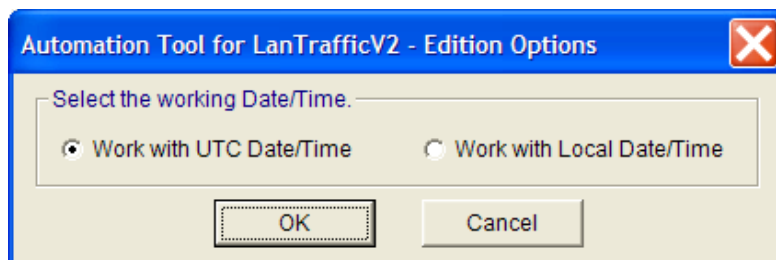 Automation Tool for LanTrafficV2 - Edition Options
Select the working Date/Time.
Work with UTC Date/Time Work with Local Date/Time
OK Cancel